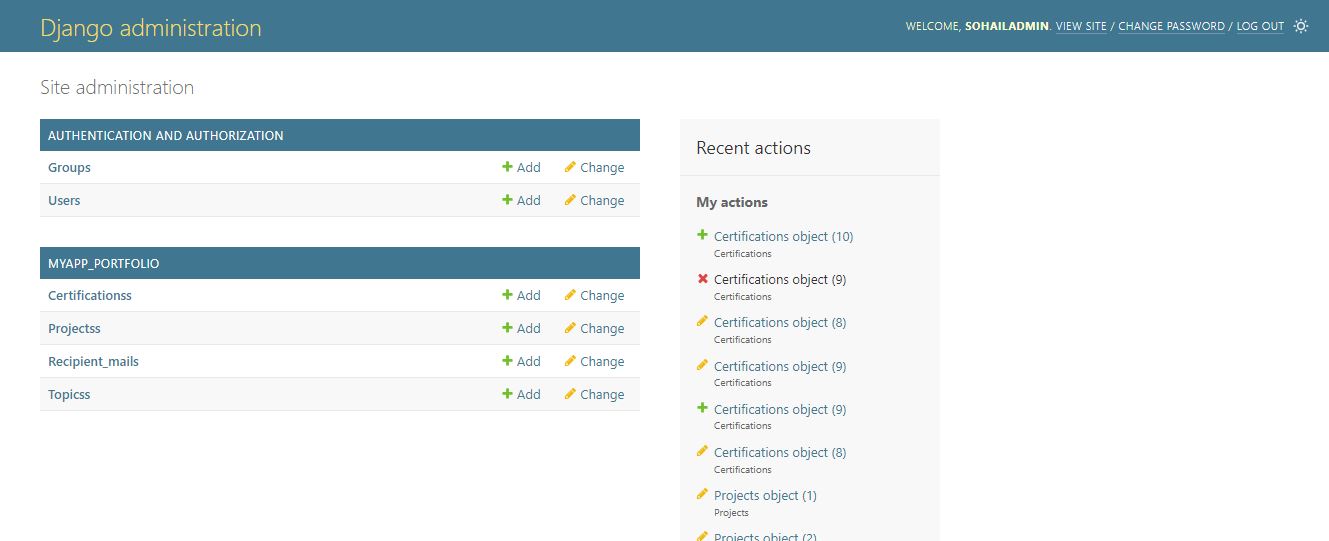 Django administration
WELCOME, SOHAILADMIN. VIEW SITE / CHANGE PASSWORD / LOG OUT
Site administration
AUTHENTICATION AND AUTHORIZATION
Groups Add Change
Users Add Change
MYAPP_PORTFOLIO
Certificationss Add Change
Projectss Add Change
Recipient_mails Add Change
Topicss Add Change
Recent actions
My actions
Certifications object (10)
Certifications
Certifications object (9)
Certifications
Certifications object (8)
Certifications
Certifications object (9)
Certifications
Certifications object (9)
Certifications
Certifications object (8)
Certifications
Projects object (1)
Projects
Projects object (2)